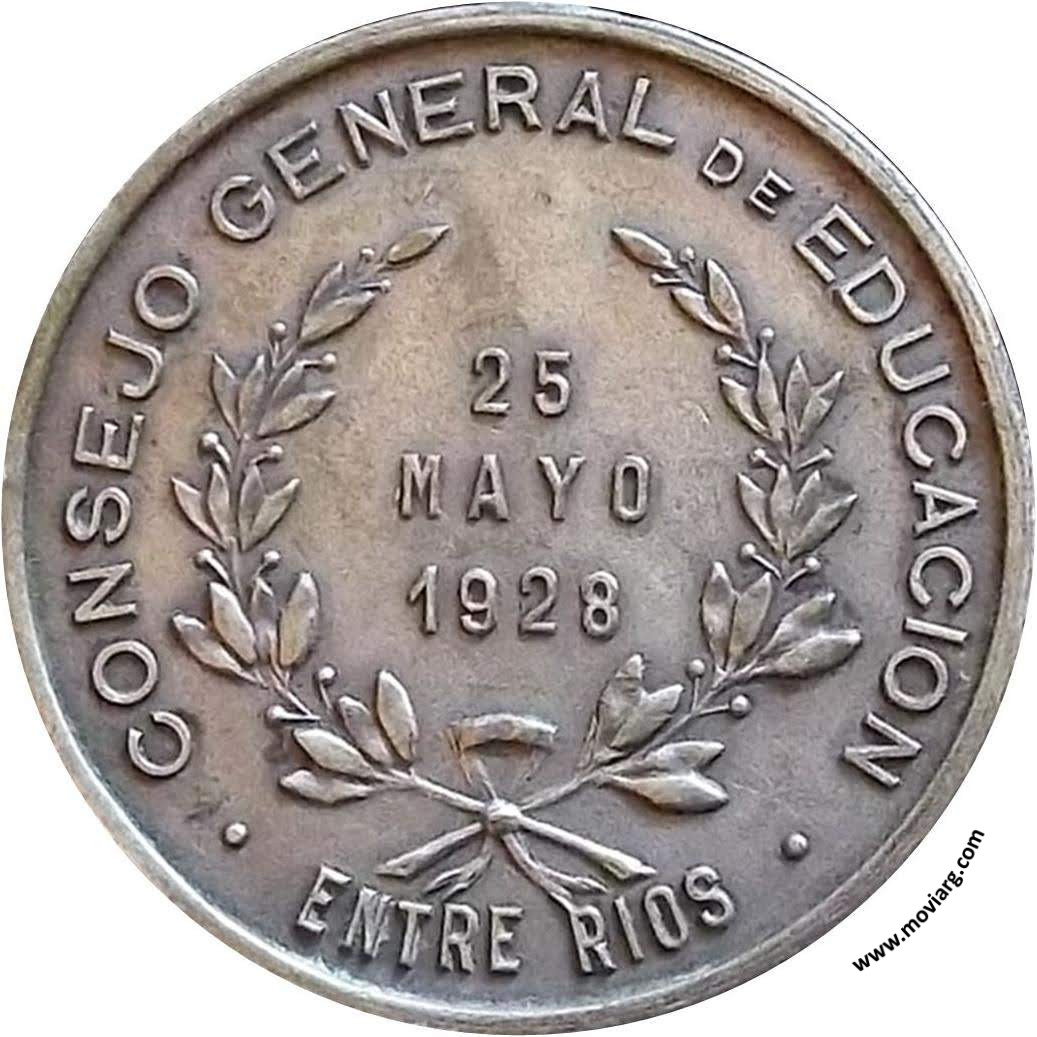 CONSEJO GENERAL DE EDUCACION
25
MAYO
1928
ENTRE RIOS
www.moviarg.com